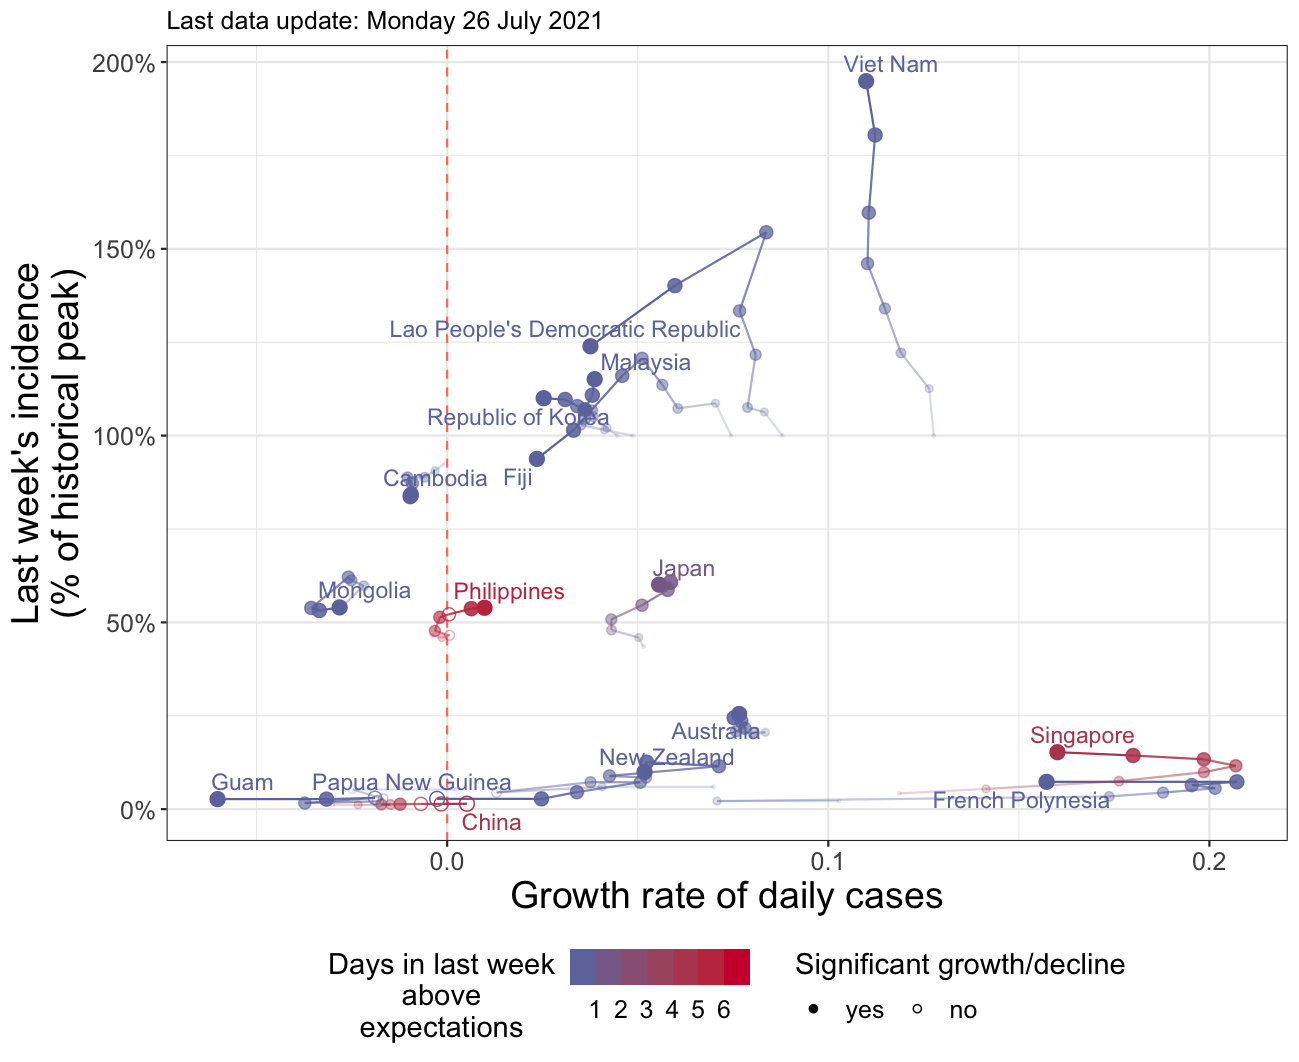 Last data update: Monday 26 July 2021
200%
150%
100%
50%
0%
Last week's incidence
(% of historical peak)
Viet Nam
Lao People's Democratic Republic
Malaysia
Republic of Korea
Cambodia
Fiji
Japan
Mongolia
Philippines
Australia
Singapore
New Zealand
Guam
Papua New Guinea
French Polynesia
China
0.0
0.1
0.2
Growth rate of daily cases
Days in last week
above
expectations
1 2 3 4 5 6
Significant growth/decline
yes no